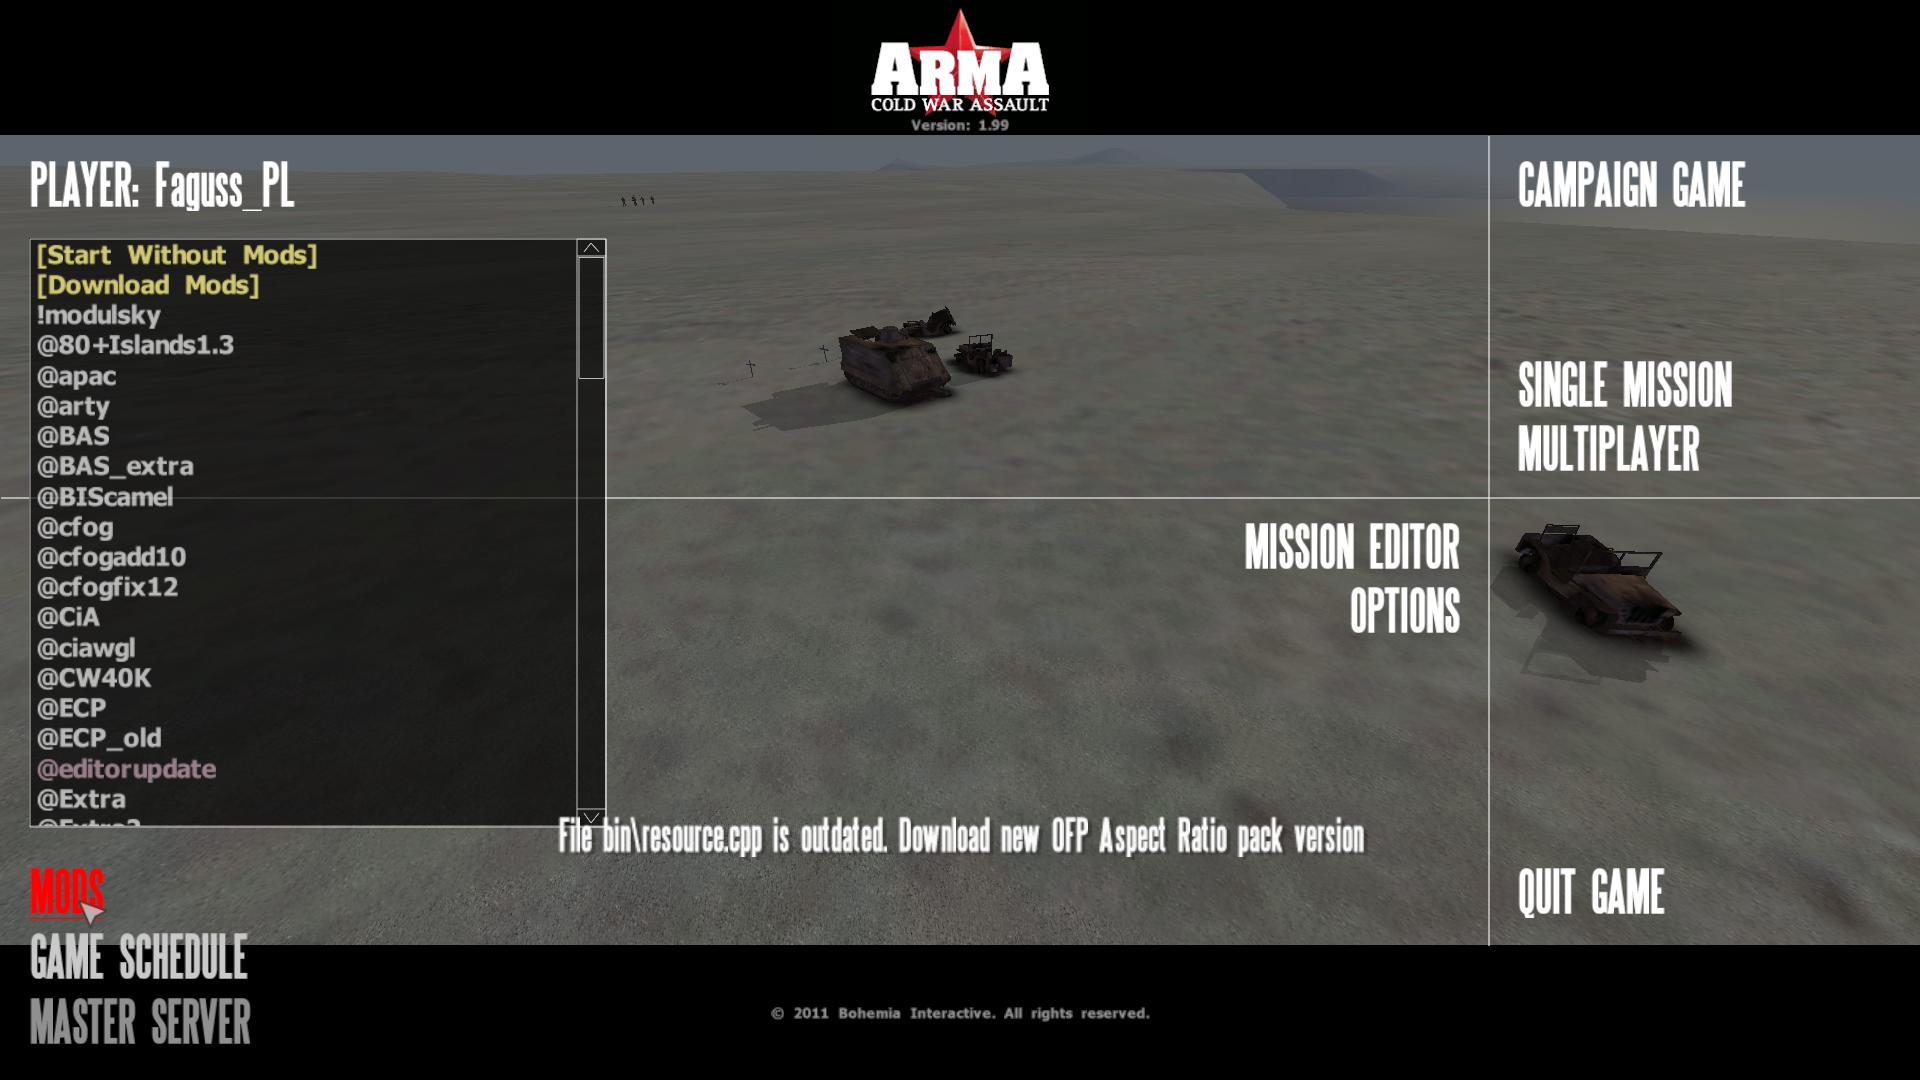 ARMA
COLD WAR ASSAULT
Version: 1.99
PLAYER: Faguss_PL
[Start Without Mods]
[Download Mods]
!modulsky
@80+Islands1.3
@apac
@arty
@BAS
@BAS_extra
@BIScamel
@cfog
@cfogadd10
@cfogfix12
@CiA
@ciawgl
@CW40K
@ECP
@ECP_old
@editorupdate
@Extra
CAMPAIGN GAME
SINGLE MISSION
MULTIPLAYER
MISSION EDITOR
OPTIONS
File bin\resource.cpp is outdated. Download new OFP Aspect Ratio pack version
MODS
GAME SCHEDULE
MASTER SERVER
QUIT GAME
© 2011 Bohemia Interactive. All rights reserved.